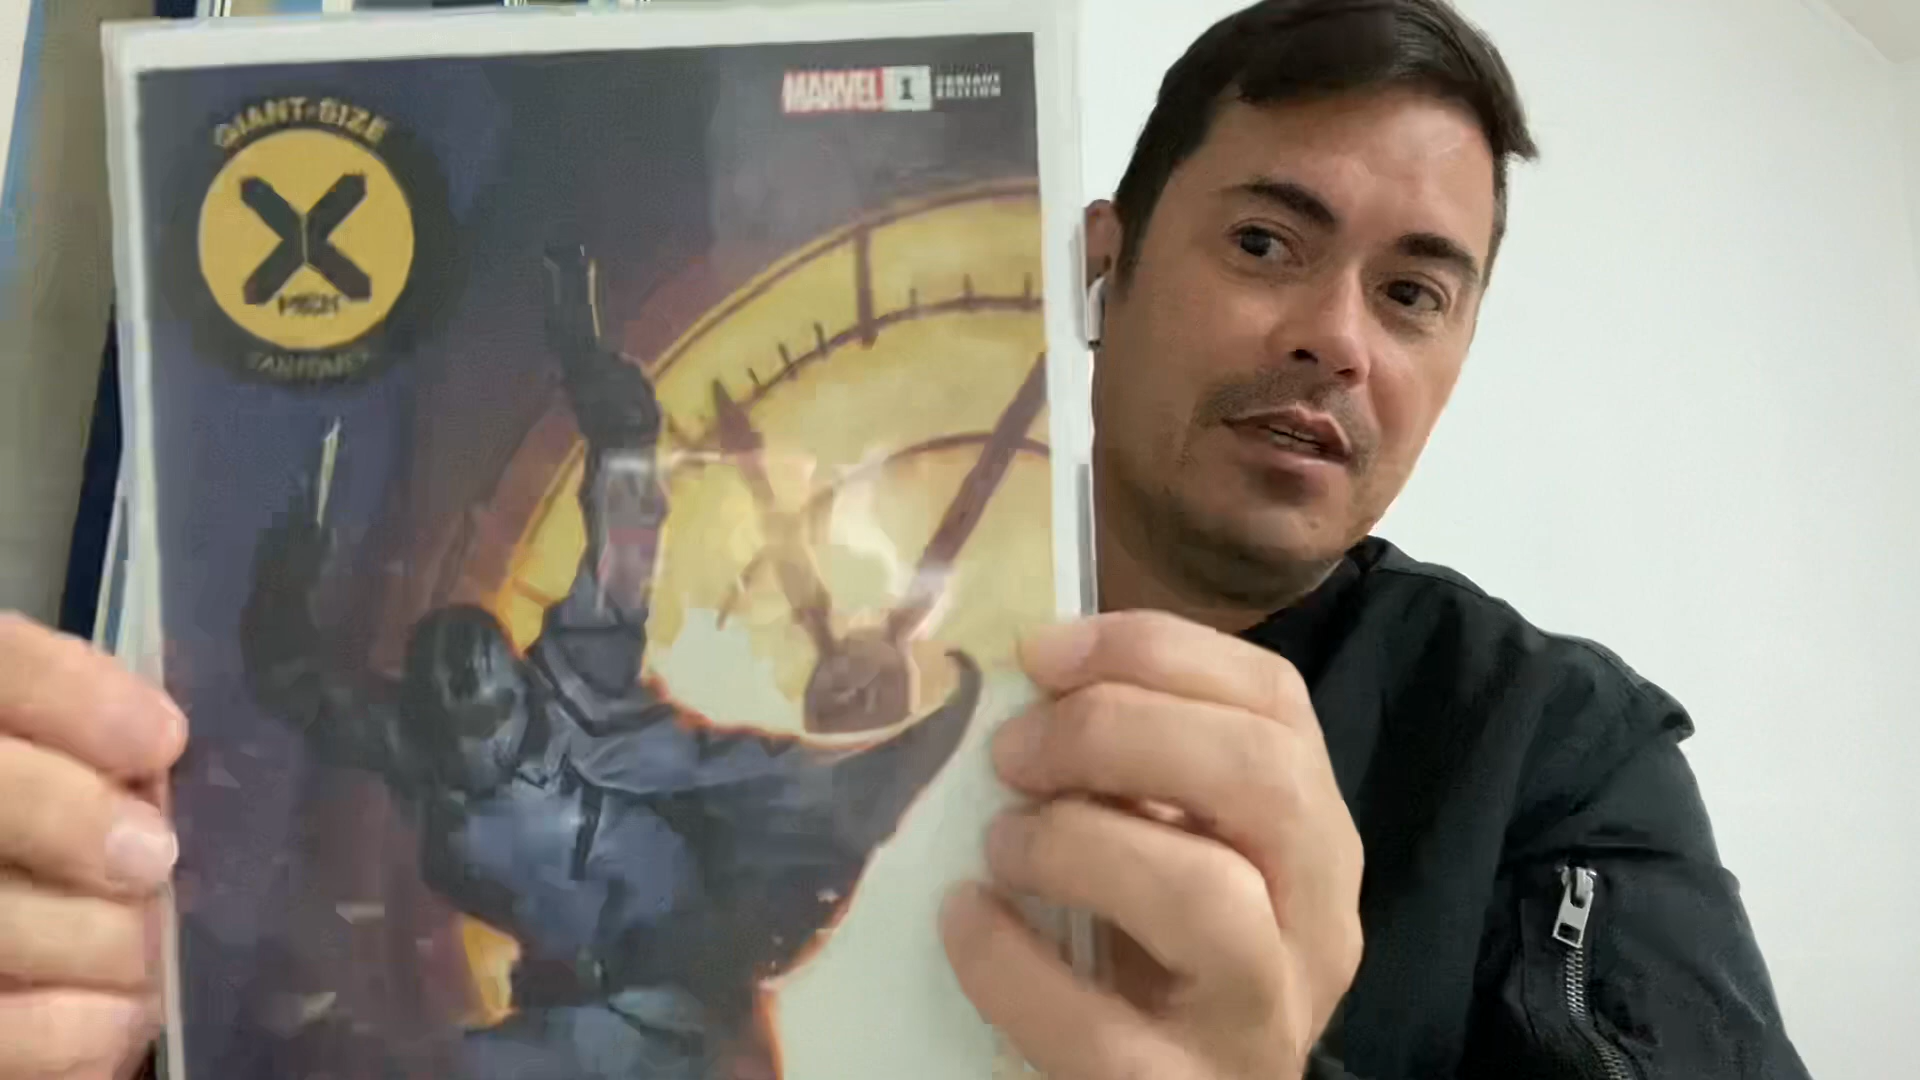 GIANT-SIZE
X
MEN
FANTOMEX
MARVEL 1
VARIANT
EDITION